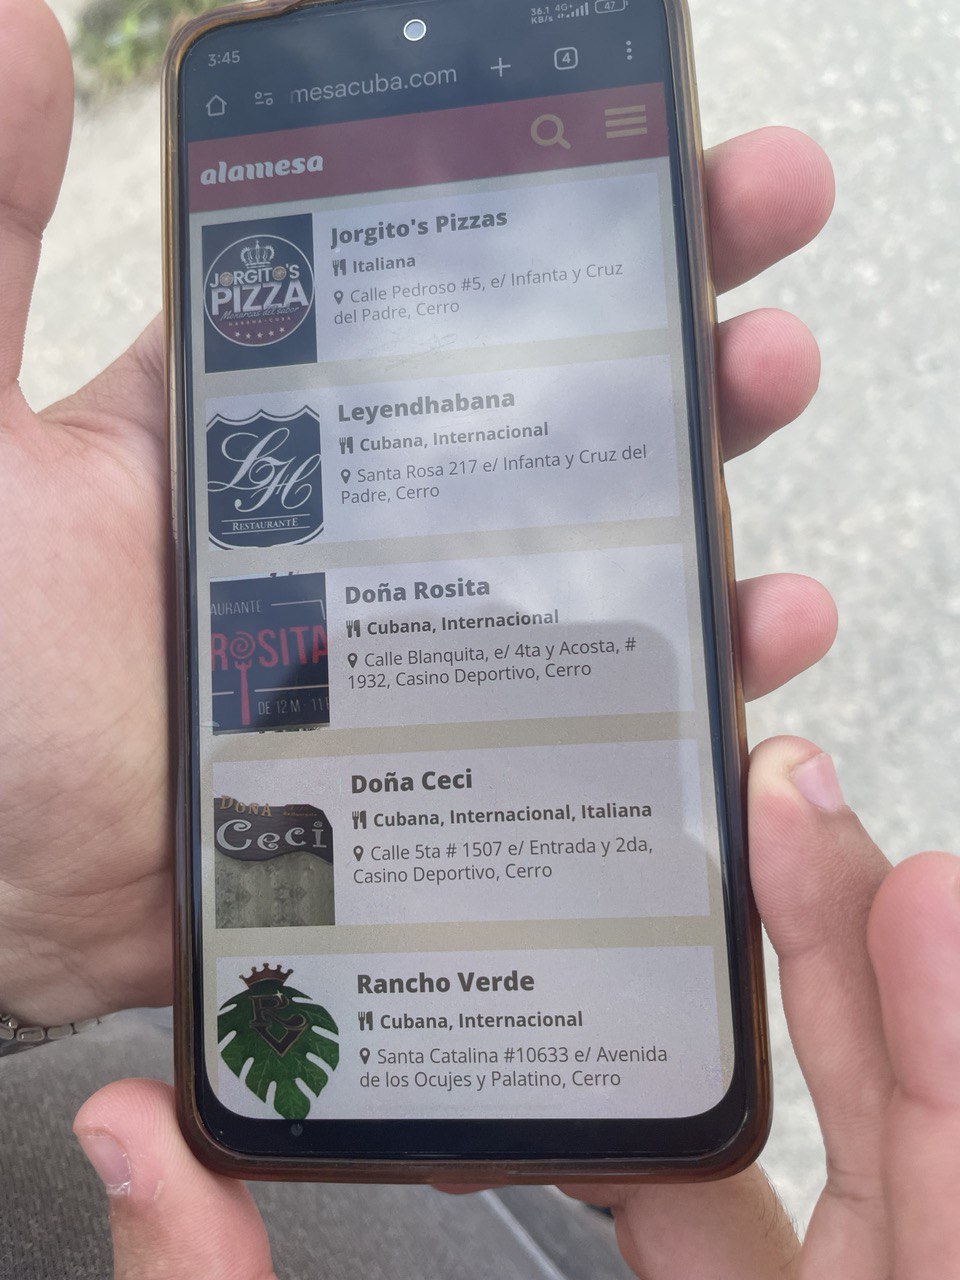 3:45
36.1 4G+
KB/s
47
mesacuba.com
4
alamesa
JORGITO'S
PIZZA
Monarcas del sabor
HABANA-CUBA
Jorgito's Pizzas
Italiana
Calle Pedroso #5, e/ Infanta y Cruz
del Padre, Cerro
LH
RESTAURANTE
Leyendhabana
Cubana, Internacional
Santa Rosa 217 e/ Infanta y Cruz del
Padre, Cerro
AURANTE
ROSITA
DE 12 M - 11
Doña Rosita
Cubana, Internacional
Calle Blanquita, e/ 4ta y Acosta, #
1932, Casino Deportivo, Cerro
DOÑA
Ceci
Doña Ceci
Cubana, Internacional, Italiana
Calle 5ta # 1507 e/ Entrada y 2da,
Casino Deportivo, Cerro
Rancho Verde
Cubana, Internacional
Santa Catalina #10633 e/ Avenida
de los Ocujes y Palatino, Cerro